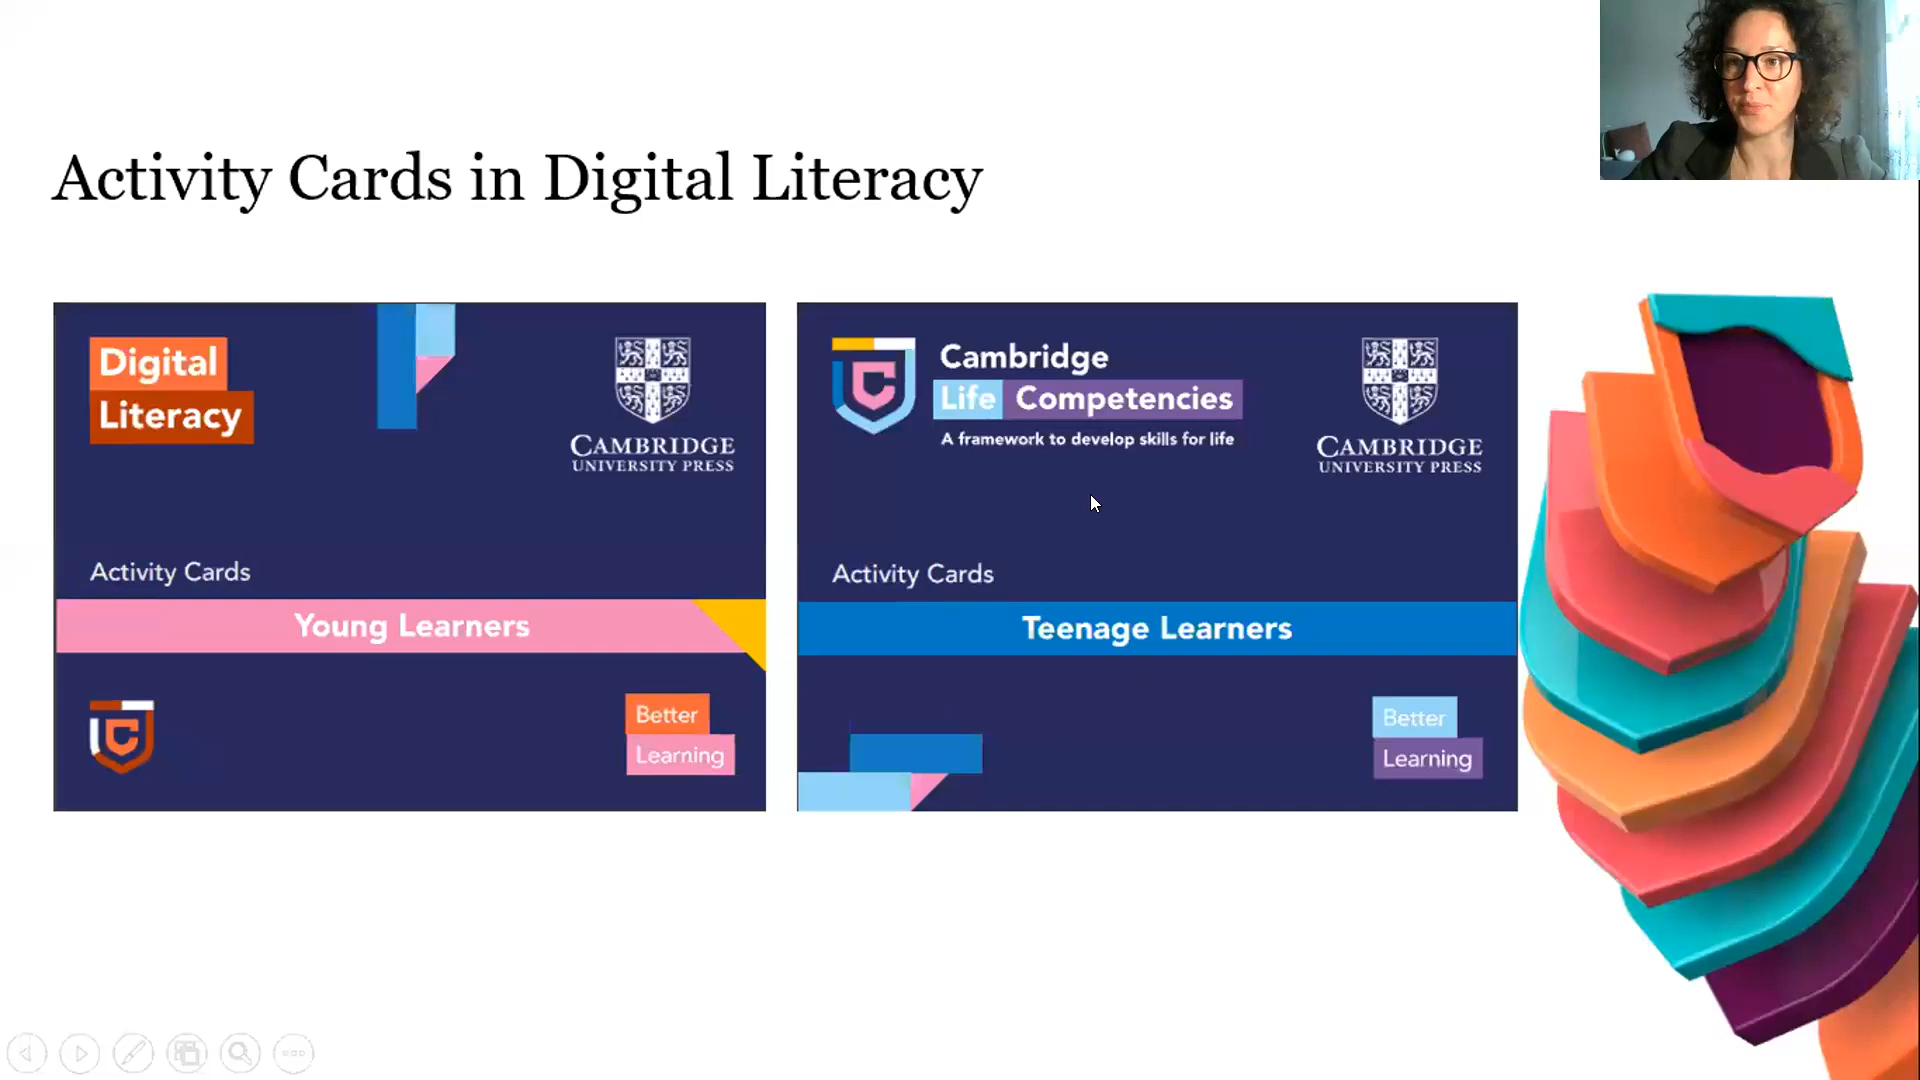 Activity Cards in Digital Literacy
Digital
Literacy
CAMBRIDGE
UNIVERSITY PRESS
Activity Cards
Young Learners
Better
Learning
Cambridge
Life Competencies
A framework to develop skills for life
CAMBRIDGE
UNIVERSITY PRESS
Activity Cards
Teenage Learners
Better
Learning